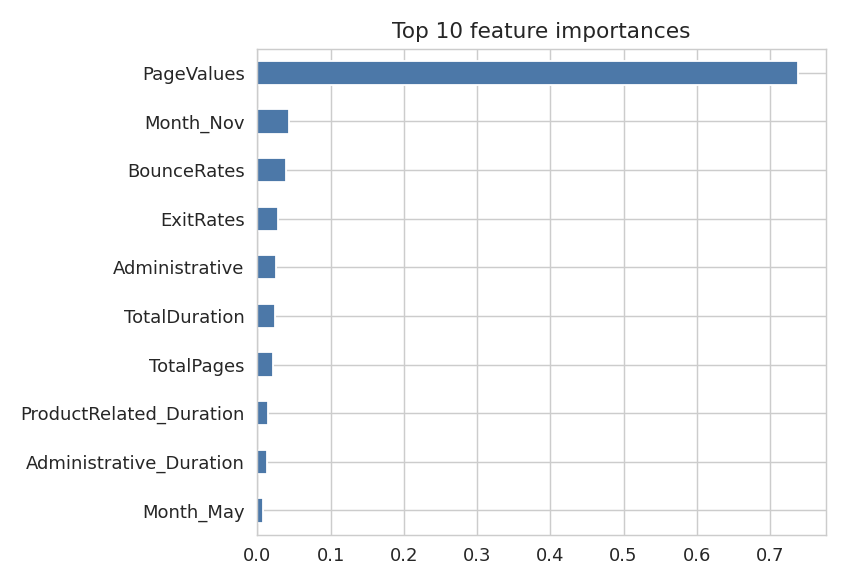 Top 10 feature importances
PageValues
Month_Nov
BounceRates
ExitRates
Administrative
TotalDuration
TotalPages
ProductRelated_Duration
Administrative_Duration
Month_May
0.0 0.1 0.2 0.3 0.4 0.5 0.6 0.7